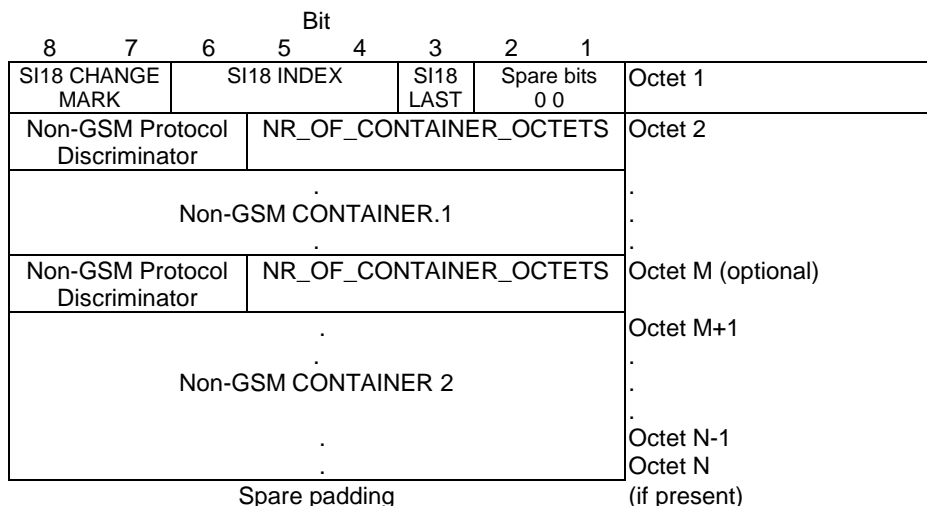 Bit
8 7 6 5 4 3 2 1
SI18 CHANGE MARK SI18 INDEX SI18 LAST Spare bits 0 0 Octet 1
Non-GSM Protocol Discriminator NR_OF_CONTAINER_OCTETS Octet 2
. .
Non-GSM CONTAINER.1 .
. .
Non-GSM Protocol Discriminator NR_OF_CONTAINER_OCTETS Octet M (optional)
. Octet M+1
. .
Non-GSM CONTAINER 2 .
.
. Octet N-1
. Octet N
Spare padding (if present)